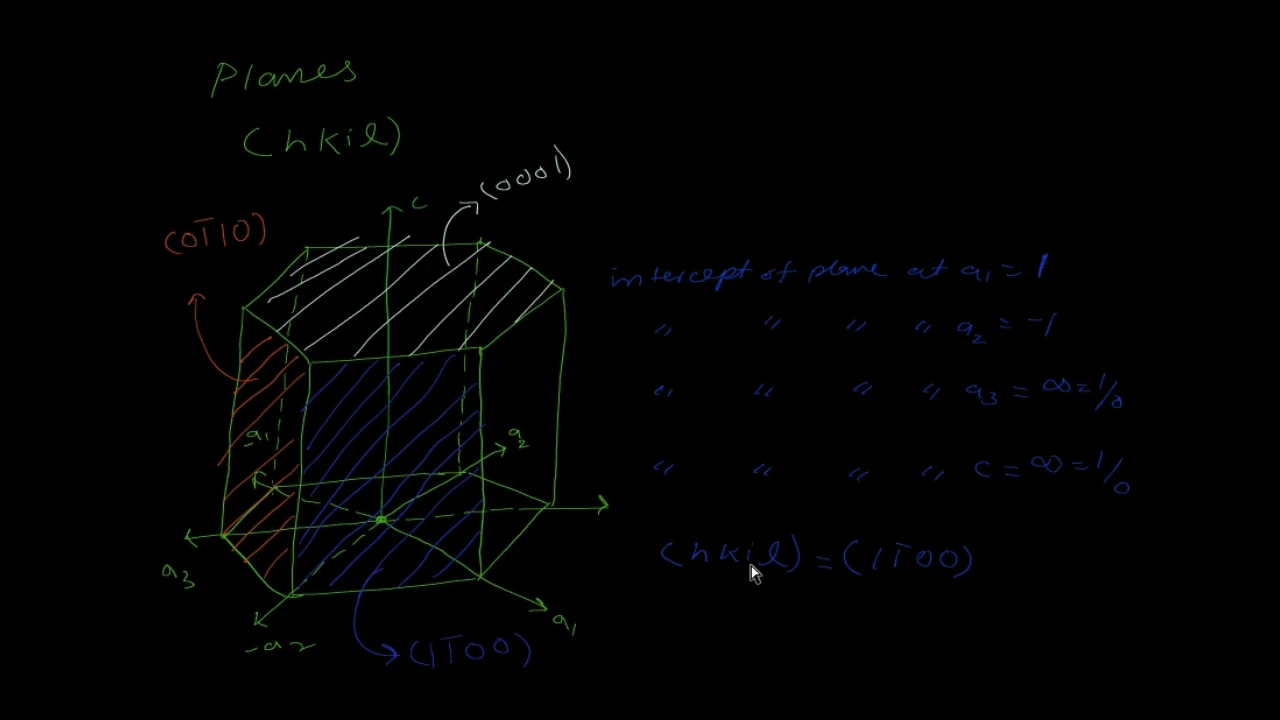 Planes
(hkil)
(0001)
c
(01̅10)
intercept of plane at a₁ = 1
〃 〃 〃 〃 a₂ = -1
〃 〃 〃 〃 a₃ = ∞ = 1/0
〃 〃 〃 〃 c = ∞ = 1/0
-a₁
a₂
a₃
-a₂
a₁
(hkil) = (11̅00)
(11̅00)